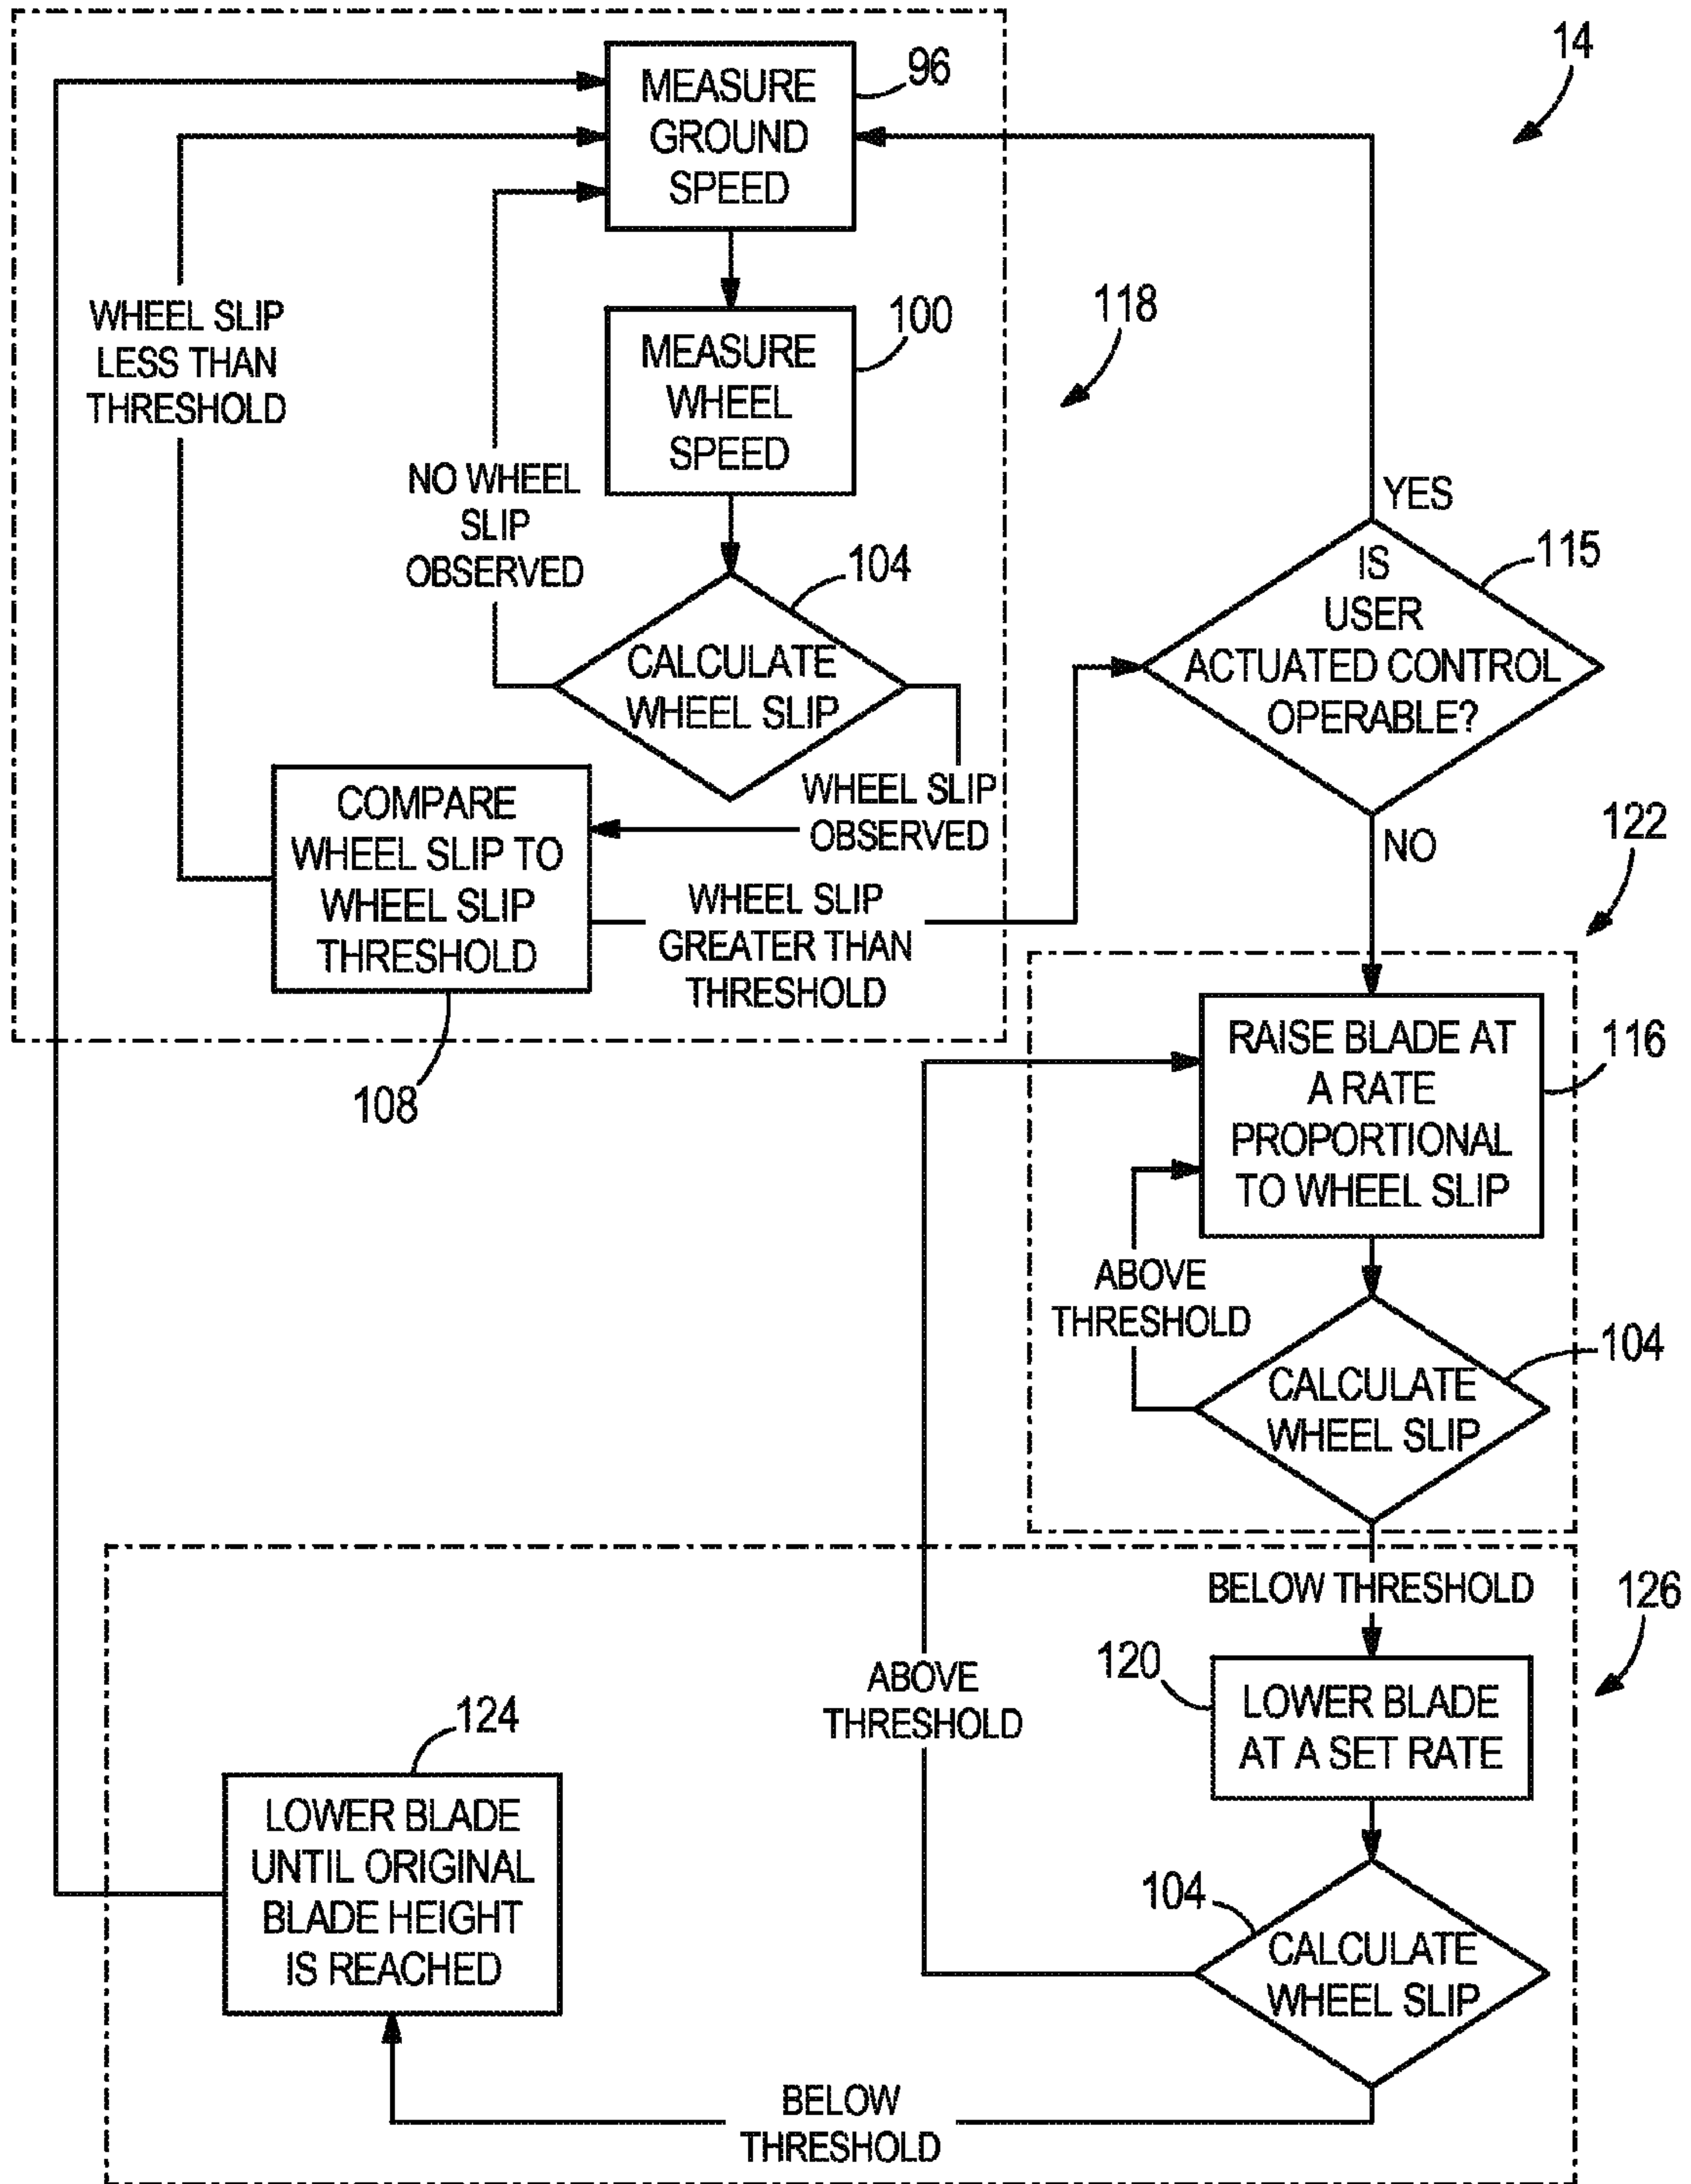 14
MEASURE
GROUND
SPEED
96
MEASURE
WHEEL
SPEED
100
118
WHEEL SLIP
LESS THAN
THRESHOLD
NO WHEEL
SLIP
OBSERVED
CALCULATE
WHEEL SLIP
104
WHEEL SLIP
OBSERVED
COMPARE
WHEEL SLIP TO
WHEEL SLIP
THRESHOLD
108
WHEEL SLIP
GREATER THAN
THRESHOLD
YES
IS
USER
ACTUATED CONTROL
OPERABLE?
115
NO
122
RAISE BLADE AT
A RATE
PROPORTIONAL
TO WHEEL SLIP
116
ABOVE
THRESHOLD
CALCULATE
WHEEL SLIP
104
BELOW THRESHOLD
126
120
LOWER BLADE
AT A SET RATE
ABOVE
THRESHOLD
104
CALCULATE
WHEEL SLIP
124
LOWER BLADE
UNTIL ORIGINAL
BLADE HEIGHT
IS REACHED
BELOW
THRESHOLD